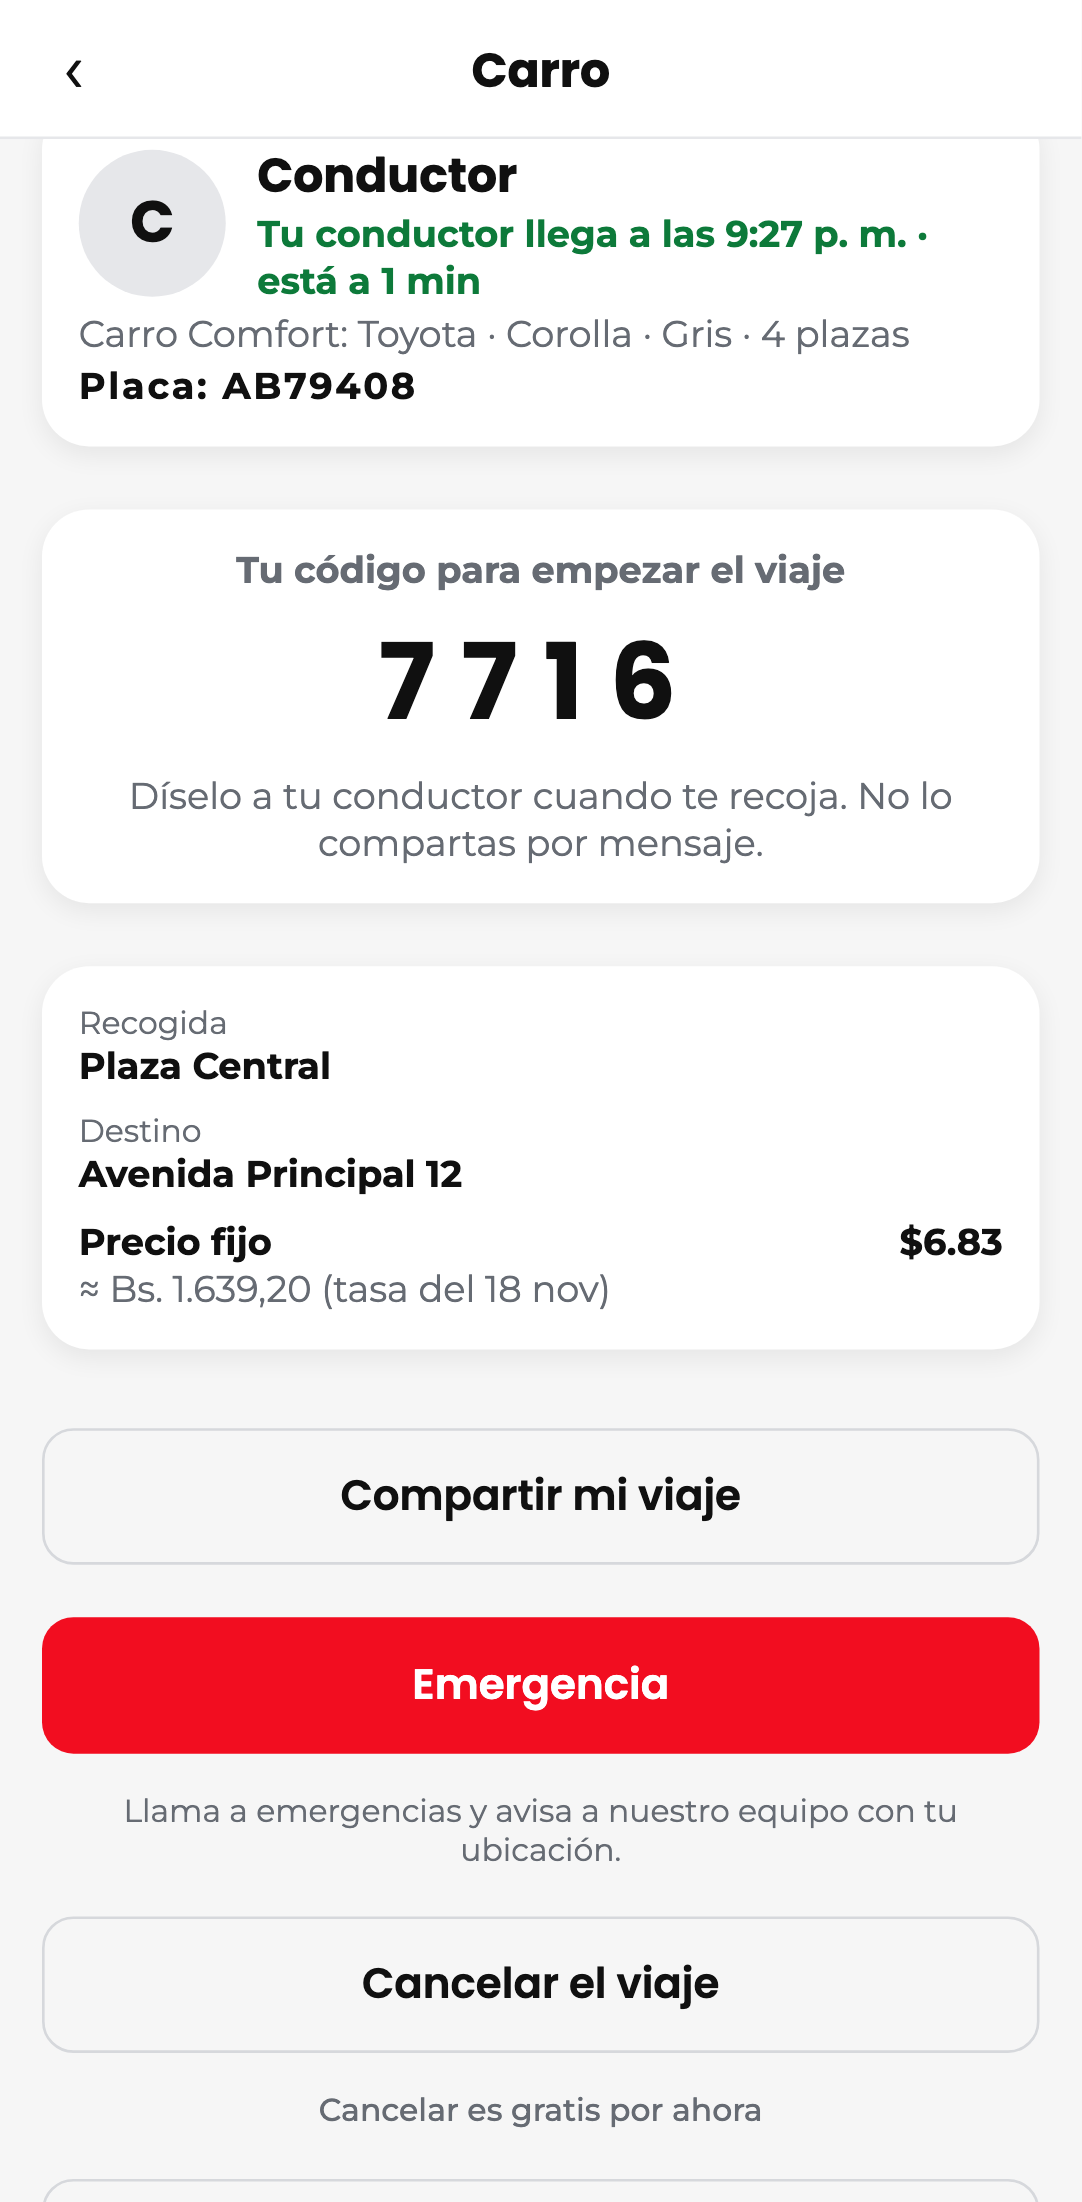 Carro
C
Conductor
Tu conductor llega a las 9:27 p. m. ·
está a 1 min
Carro Comfort: Toyota · Corolla · Gris · 4 plazas
Placa: AB79408
Tu código para empezar el viaje
7716
Díselo a tu conductor cuando te recoja. No lo
compartas por mensaje.
Recogida
Plaza Central
Destino
Avenida Principal 12
Precio fijo $6.83
≈ Bs. 1.639,20 (tasa del 18 nov)
Compartir mi viaje
Emergencia
Llama a emergencias y avisa a nuestro equipo con tu
ubicación.
Cancelar el viaje
Cancelar es gratis por ahora